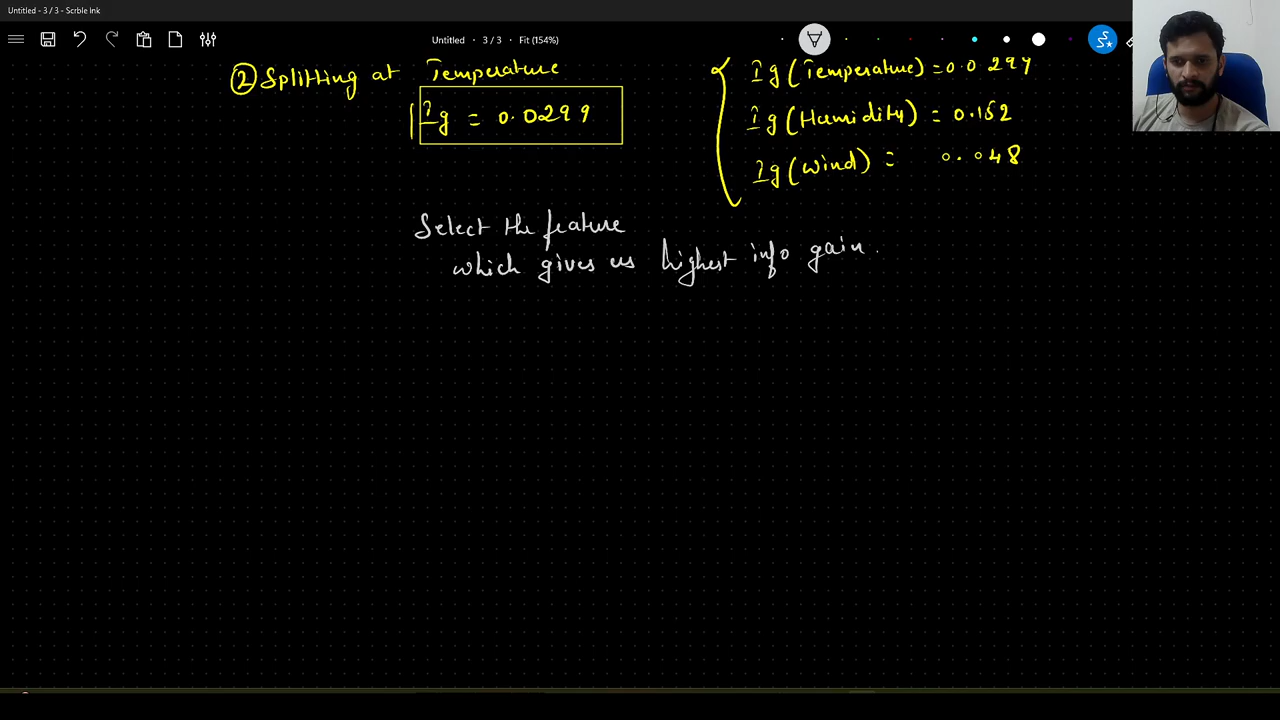 Untitled - 3 / 3 - Scrble Ink
Untitled · 3 / 3 · Fit (154%)
② Splitting at Temperature
Ig = 0.0299
Ig (Temperature) = 0.0299
Ig (Humidity) = 0.152
Ig (wind) = 0.048
Select the feature
which gives us highest info gain.